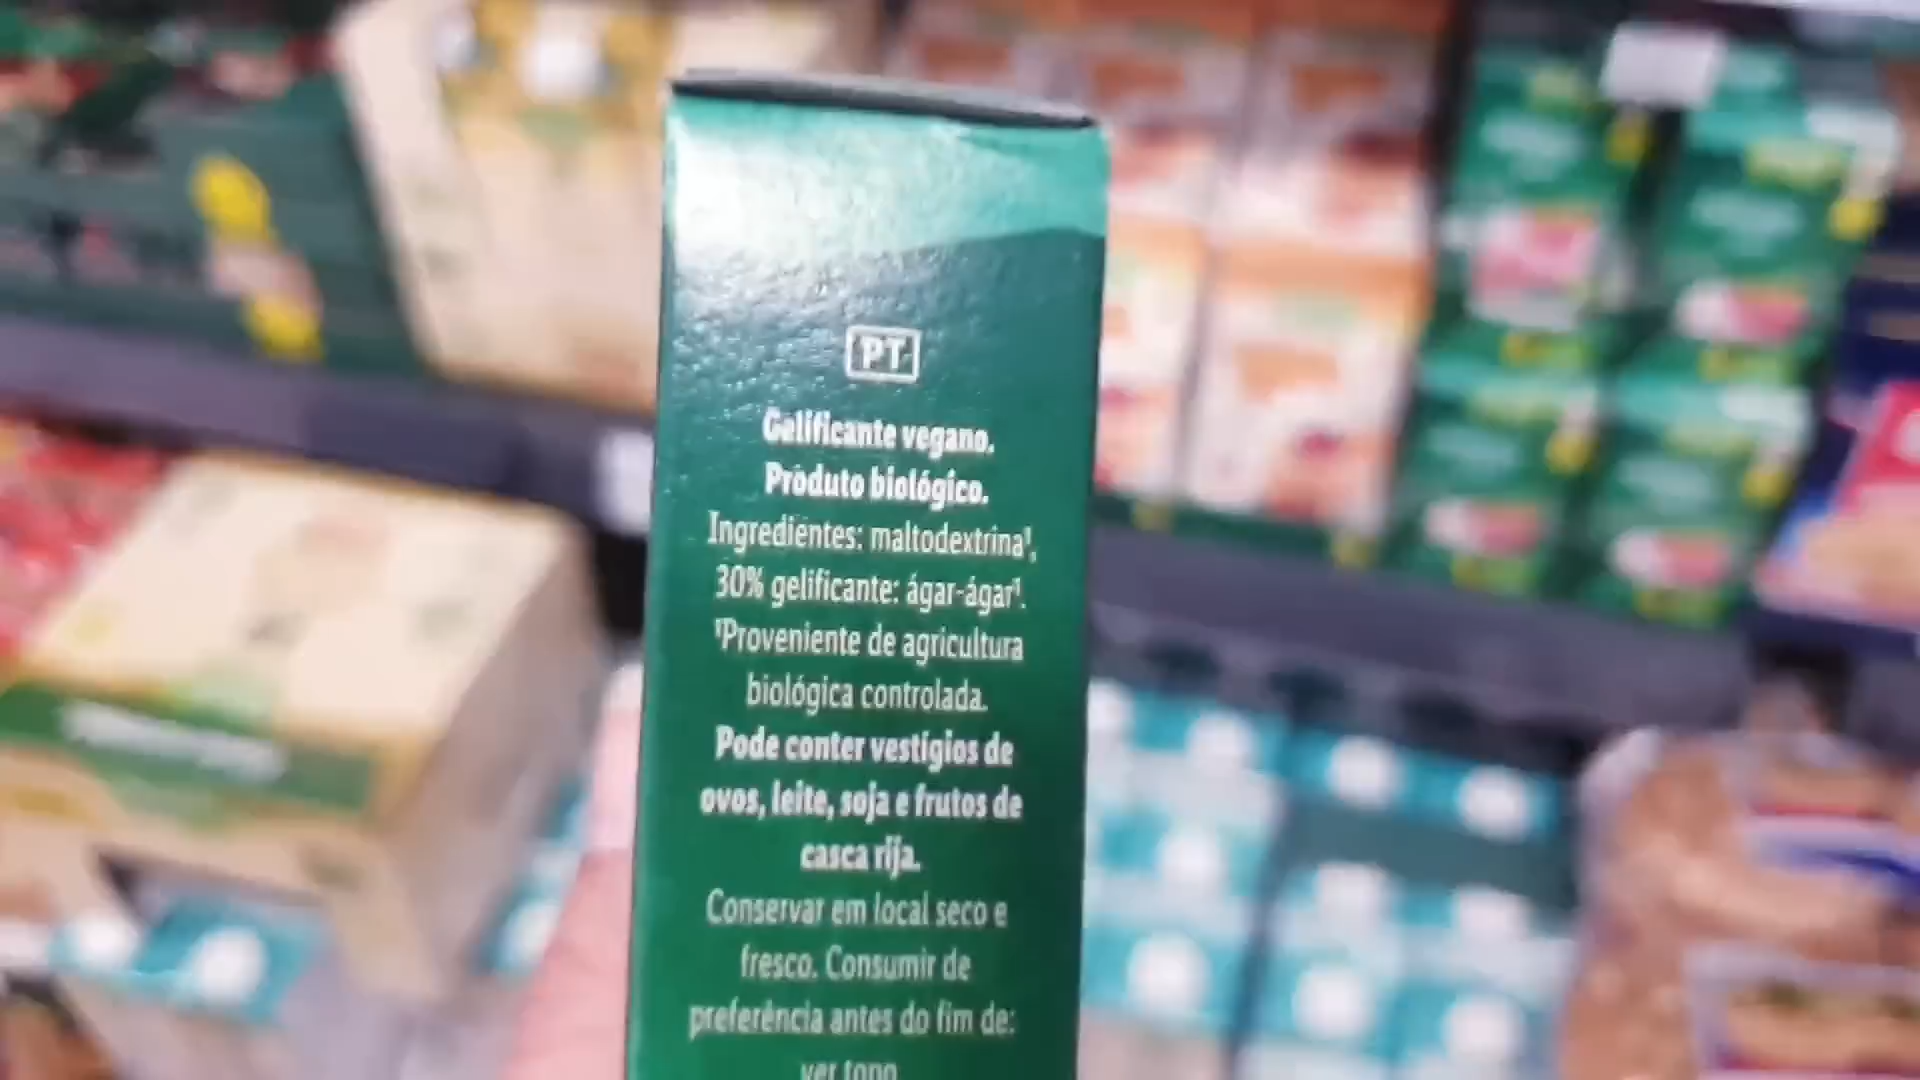 PT
Gelificante vegano.
Produto biológico.
Ingredientes: maltodextrina¹,
30% gelificante: ágar-ágar¹.
¹Proveniente de agricultura
biológica controlada.
Pode conter vestígios de
ovos, leite, soja e frutos de
casca rija.
Conservar em local seco e
fresco. Consumir de
preferência antes do fim de:
ver topo